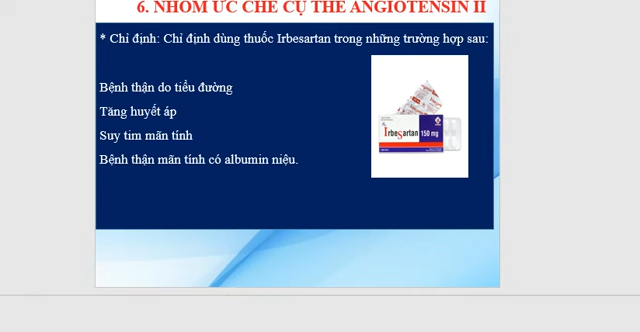 6. NHÓM ỨC CHẾ CỤ THỂ ANGIOTENSIN II
* Chỉ định: Chỉ định dùng thuốc Irbesartan trong những trường hợp sau:
Bệnh thận do tiểu đường
Tăng huyết áp
Suy tim mãn tính
Bệnh thận mãn tính có albumin niệu.
Irbesartan 150 mg